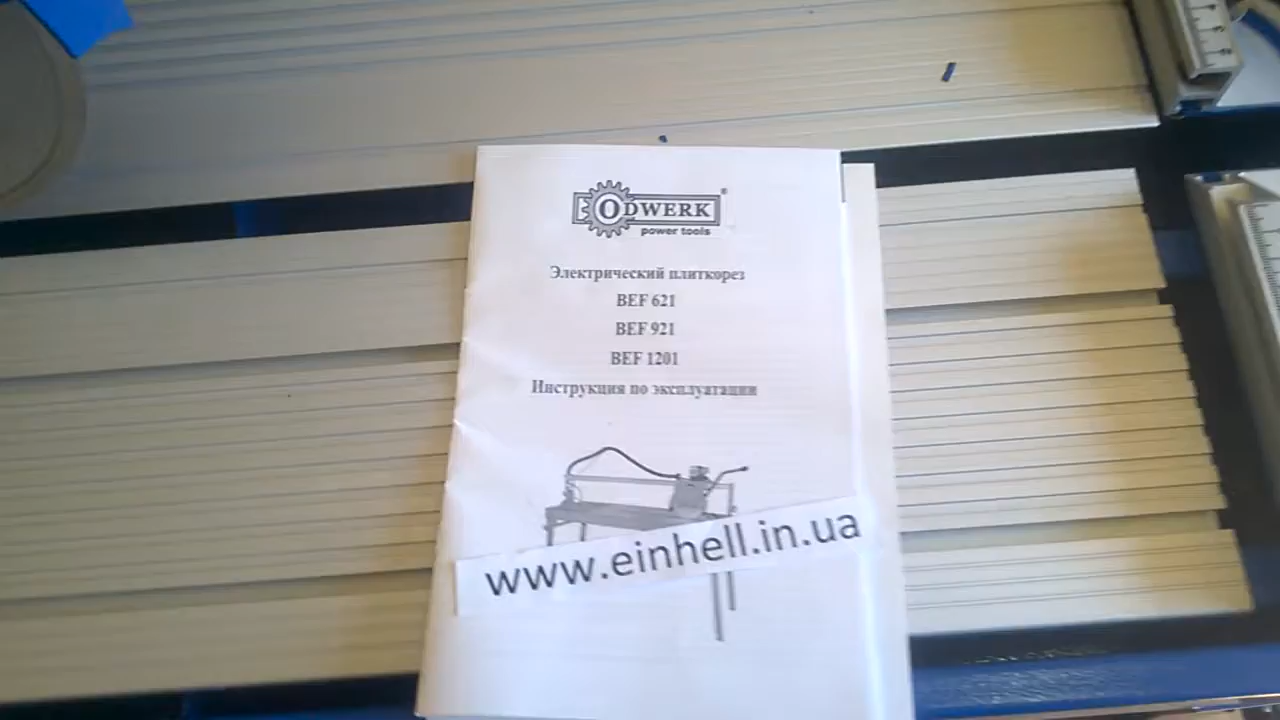 ODWERK®
power tools
Электрический плиткорез
BEF 621
BEF 921
BEF 1201
Инструкция по эксплуатации
www.einhell.in.ua